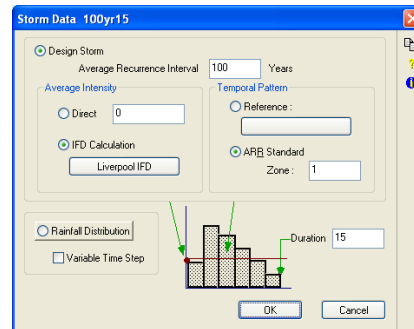 Storm Data 100yr15
Design Storm
Average Recurrence Interval 100 Years
Average Intensity
Direct 0
IFD Calculation
Liverpool IFD
Temporal Pattern
Reference :
ARR Standard
Zone : 1
Rainfall Distribution
Variable Time Step
Duration 15
OK Cancel